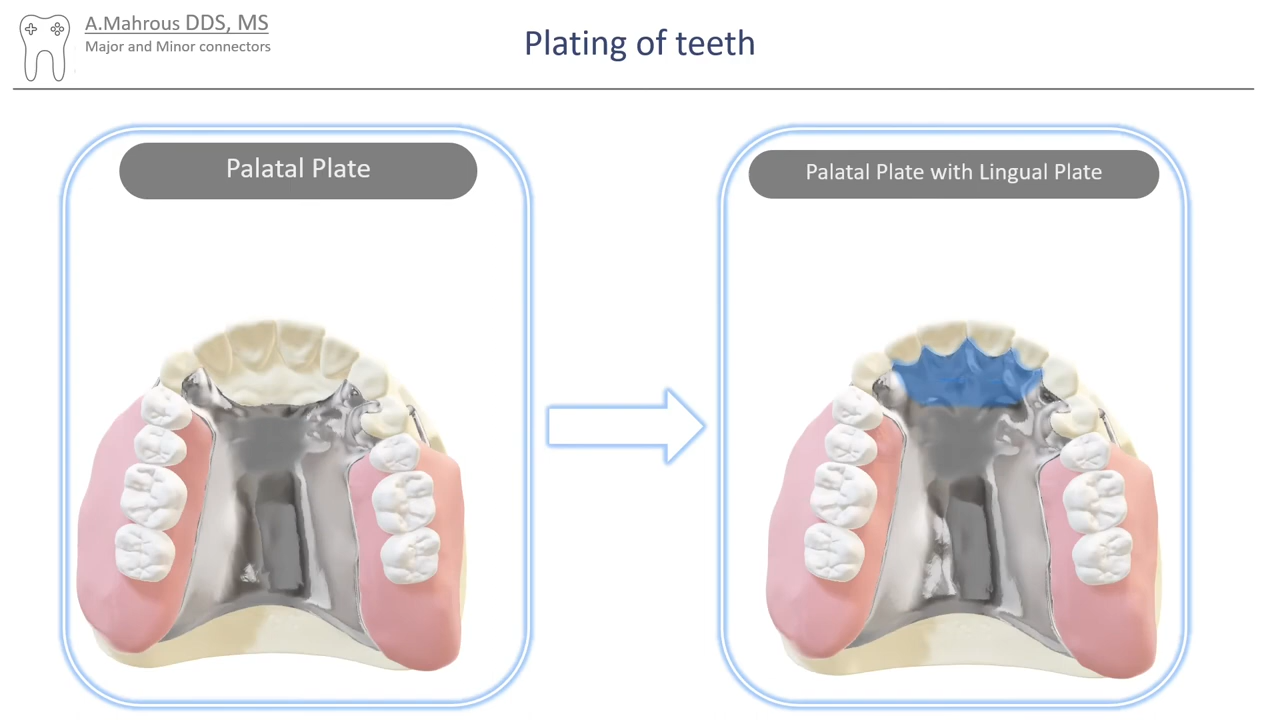 A.Mahrous DDS, MS
Major and Minor connectors
Plating of teeth
Palatal Plate
Palatal Plate with Lingual Plate